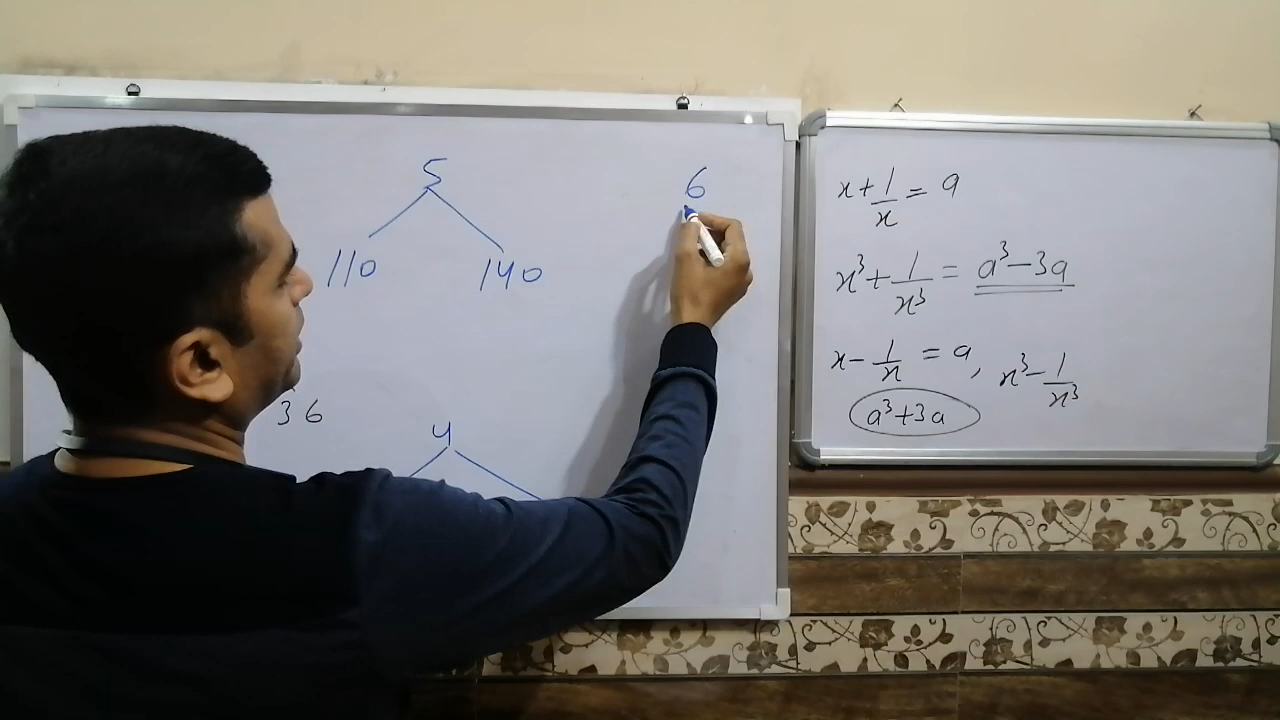 5
6
110 140
36
4
x + 1/x = a
x³ + 1/x³ = a³ - 3a
x - 1/x = a, x³ - 1/x³
a³ + 3a